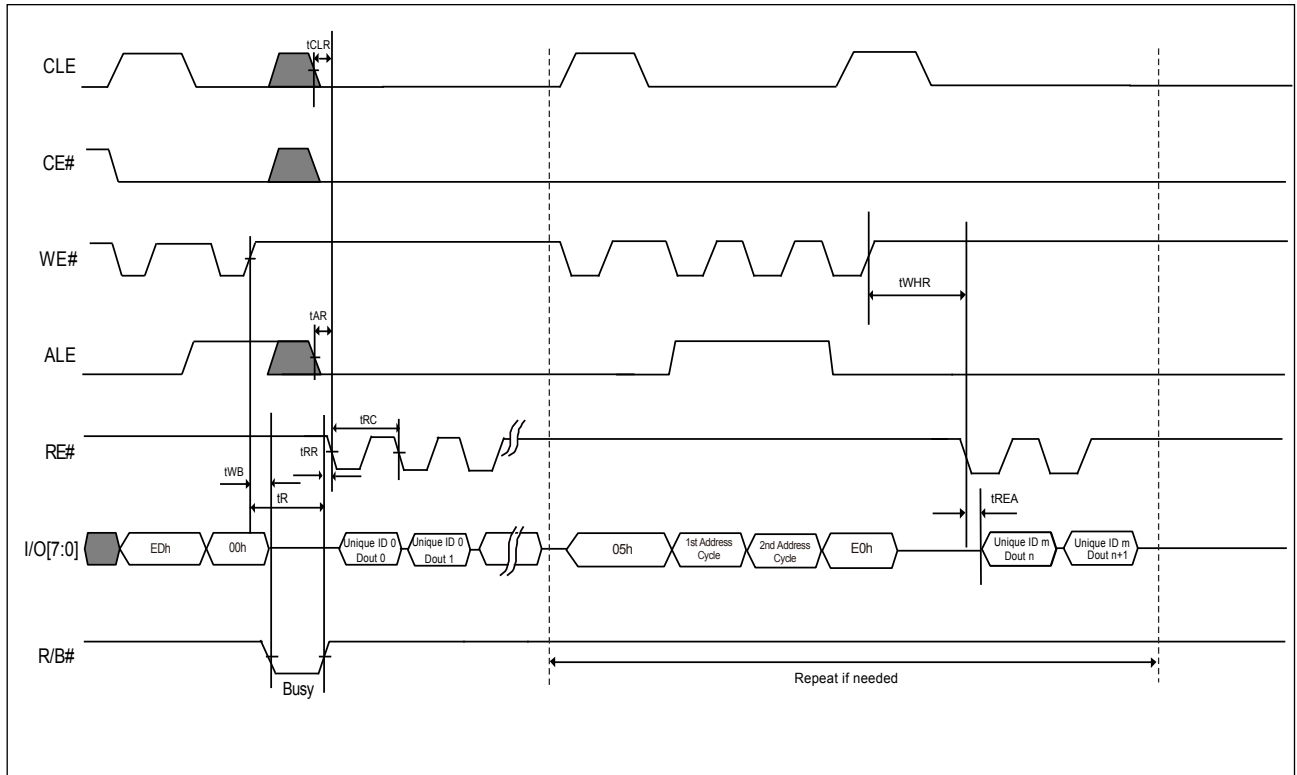 tCLR
CLE
CE#
WE#
tWHR
tAR
ALE
tRC
RE#
tRR
tWB
tR
tREA
I/O[7:0]
EDh
00h
Unique ID 0
Dout 0
Unique ID 0
Dout 1
05h
1st Address
Cycle
2nd Address
Cycle
E0h
Unique ID m
Dout n
Unique ID m
Dout n+1
R/B#
Busy
Repeat if needed